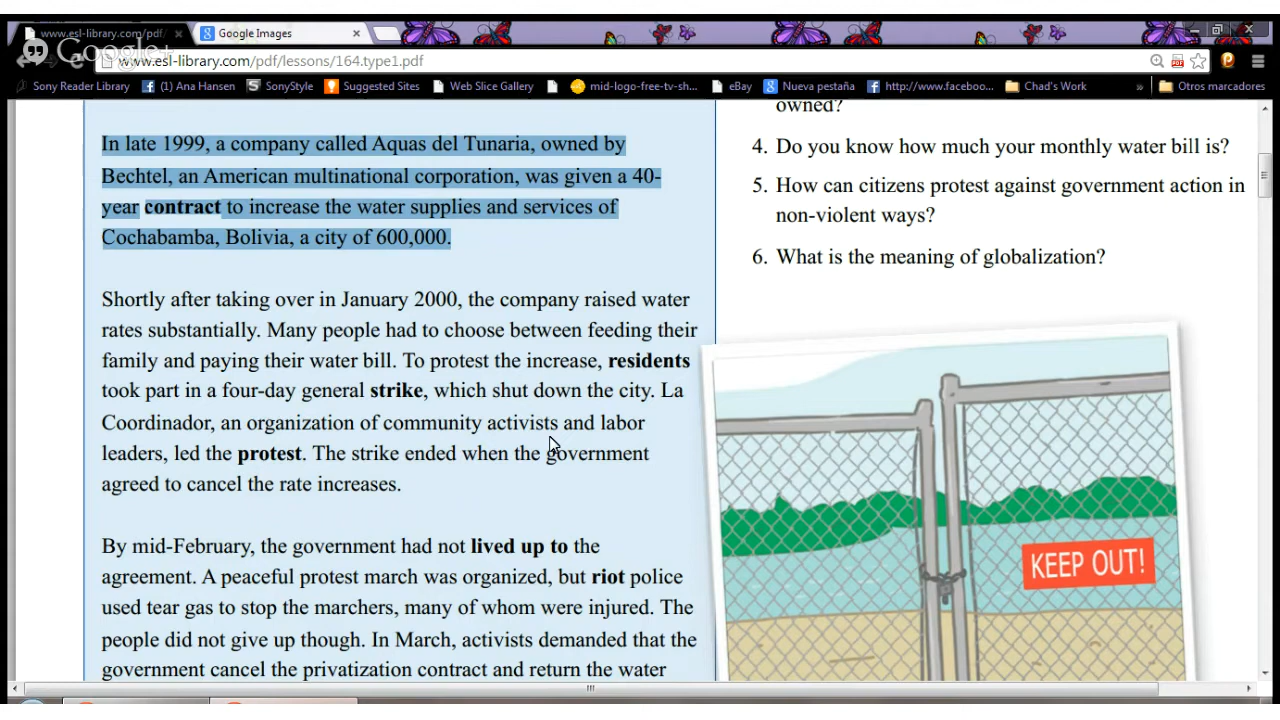 www.esl-library.com/pdf/
Google Images
Google+
www.esl-library.com/pdf/lessons/164.type1.pdf
Sony Reader Library
(1) Ana Hansen
SonyStyle
Suggested Sites
Web Slice Gallery
mid-logo-free-tv-sh...
eBay
Nueva pestaña
http://www.faceboo...
Chad's Work
»
Otros marcadores
In late 1999, a company called Aquas del Tunaria, owned by
Bechtel, an American multinational corporation, was given a 40-
year contract to increase the water supplies and services of
Cochabamba, Bolivia, a city of 600,000.
Shortly after taking over in January 2000, the company raised water
rates substantially. Many people had to choose between feeding their
family and paying their water bill. To protest the increase, residents
took part in a four-day general strike, which shut down the city. La
Coordinador, an organization of community activists and labor
leaders, led the protest. The strike ended when the government
agreed to cancel the rate increases.
By mid-February, the government had not lived up to the
agreement. A peaceful protest march was organized, but riot police
used tear gas to stop the marchers, many of whom were injured. The
people did not give up though. In March, activists demanded that the
government cancel the privatization contract and return the water
owned?
4. Do you know how much your monthly water bill is?
5. How can citizens protest against government action in
non-violent ways?
6. What is the meaning of globalization?
KEEP OUT!